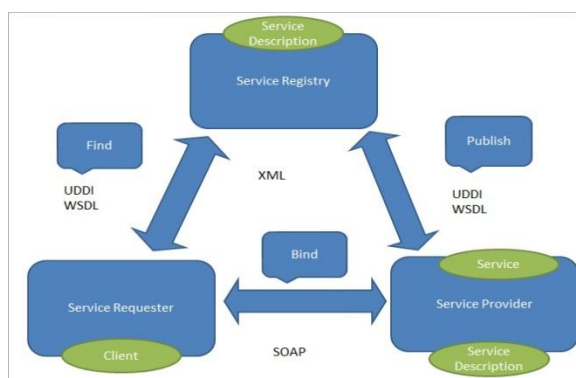 Service
Description
Service Registry
Find
Publish
UDDI
WSDL
XML
UDDI
WSDL
Bind
Service
Service Requester
Service Provider
Client
SOAP
Service
Description